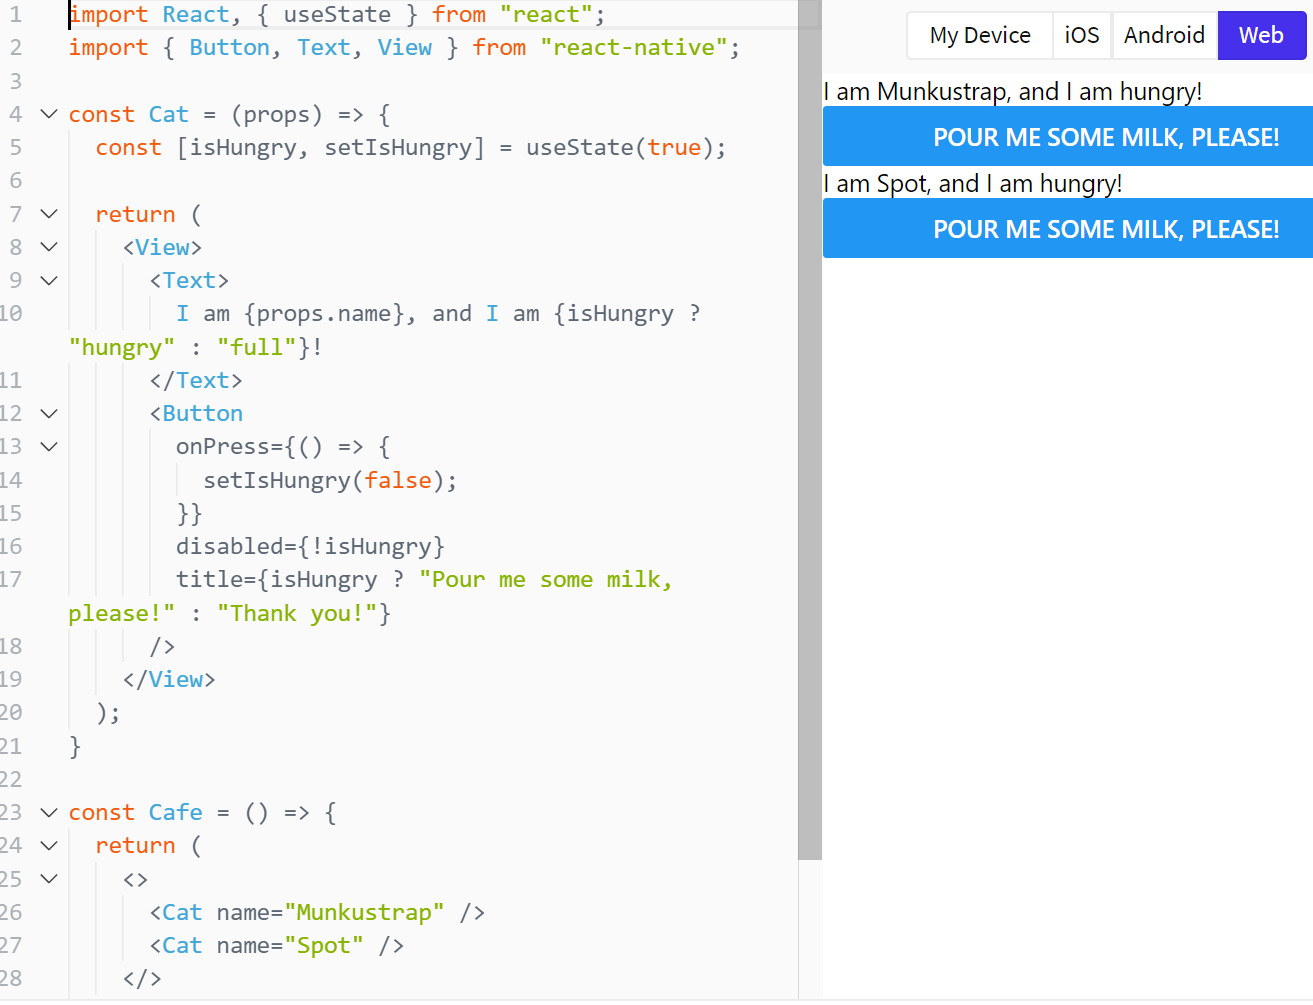 1 import React, { useState } from "react";
2 import { Button, Text, View } from "react-native";
3
4 const Cat = (props) => {
5   const [isHungry, setIsHungry] = useState(true);
6
7   return (
8     <View>
9       <Text>
10         I am {props.name}, and I am {isHungry ?
"hungry" : "full"}!
11       </Text>
12       <Button
13         onPress={() => {
14           setIsHungry(false);
15         }}
16         disabled={!isHungry}
17         title={isHungry ? "Pour me some milk,
please!" : "Thank you!"}
18       />
19     </View>
20   );
21 }
22
23 const Cafe = () => {
24   return (
25     <>
26       <Cat name="Munkustrap" />
27       <Cat name="Spot" />
28     </>
My Device iOS Android Web
I am Munkustrap, and I am hungry!
POUR ME SOME MILK, PLEASE!
I am Spot, and I am hungry!
POUR ME SOME MILK, PLEASE!